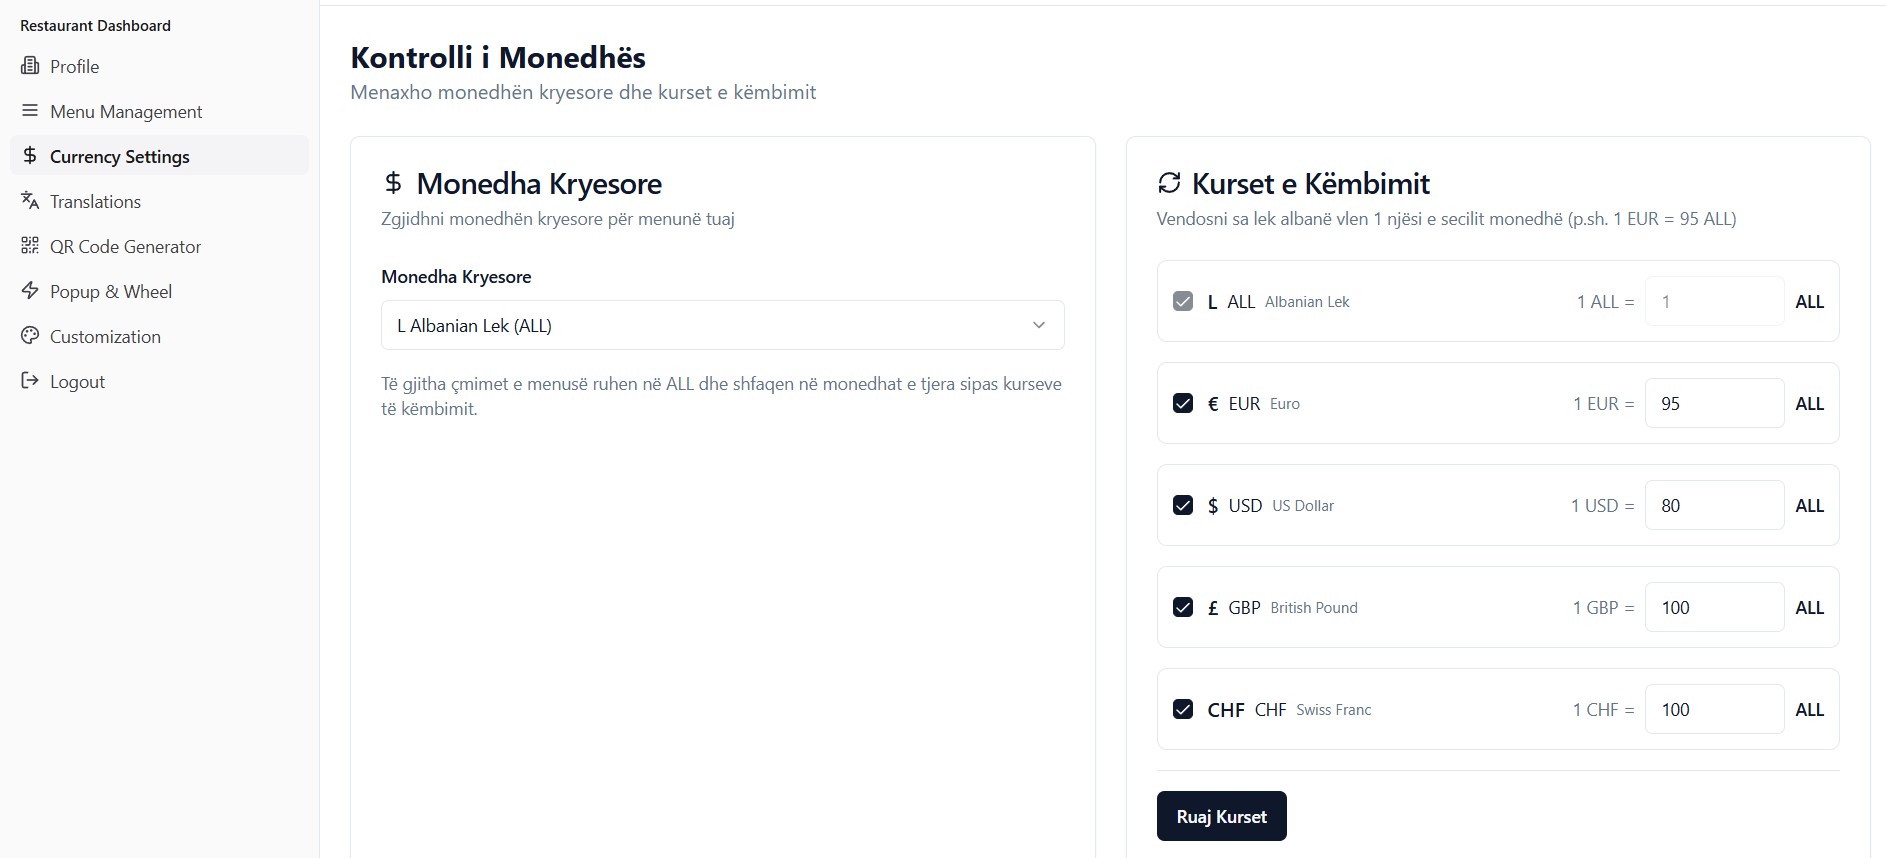 Restaurant Dashboard
Profile
Menu Management
Currency Settings
Translations
QR Code Generator
Popup & Wheel
Customization
Logout
Kontrolli i Monedhës
Menaxho monedhën kryesore dhe kurset e këmbimit
$ Monedha Kryesore
Zgjidhni monedhën kryesore për menunë tuaj
Monedha Kryesore
L Albanian Lek (ALL)
Të gjitha çmimet e menusë ruhen në ALL dhe shfaqen në monedhat e tjera sipas kurseve
të këmbimit.
Kurset e Këmbimit
Vendosni sa lek albanë vlen 1 njësi e secilit monedhë (p.sh. 1 EUR = 95 ALL)
L ALL Albanian Lek 1 ALL = 1 ALL
€ EUR Euro 1 EUR = 95 ALL
$ USD US Dollar 1 USD = 80 ALL
£ GBP British Pound 1 GBP = 100 ALL
CHF CHF Swiss Franc 1 CHF = 100 ALL
Ruaj Kurset